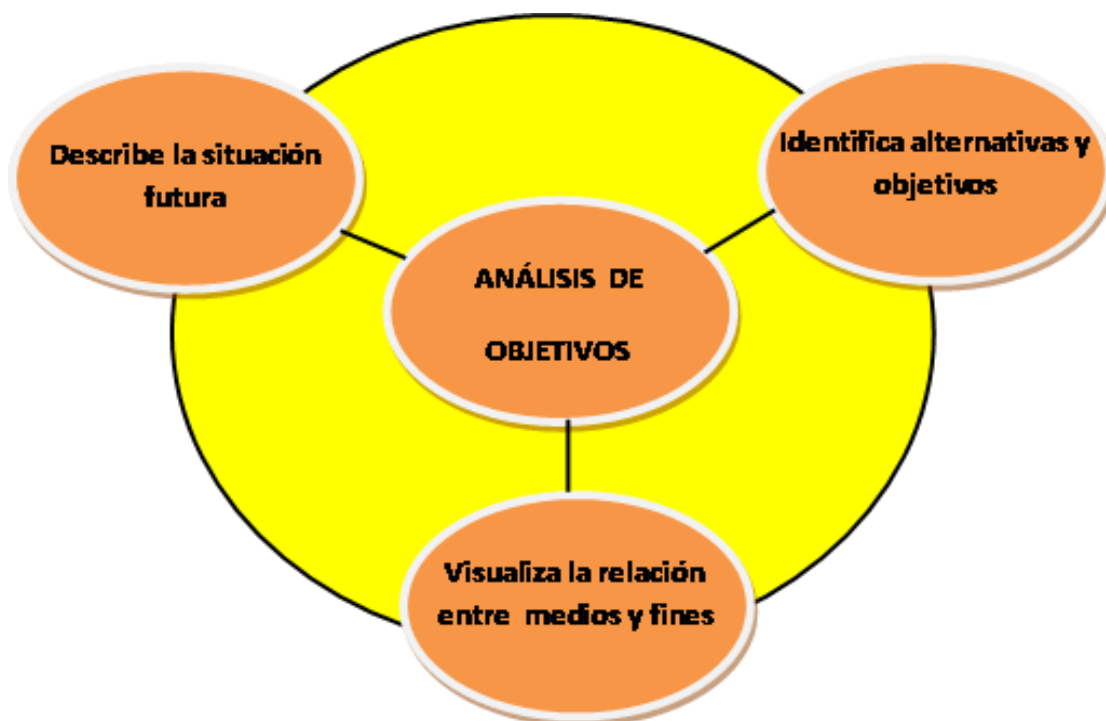 Describe la situación
futura
Identifica alternativas y
objetivos
ANÁLISIS DE
OBJETIVOS
Visualiza la relación
entre medios y fines